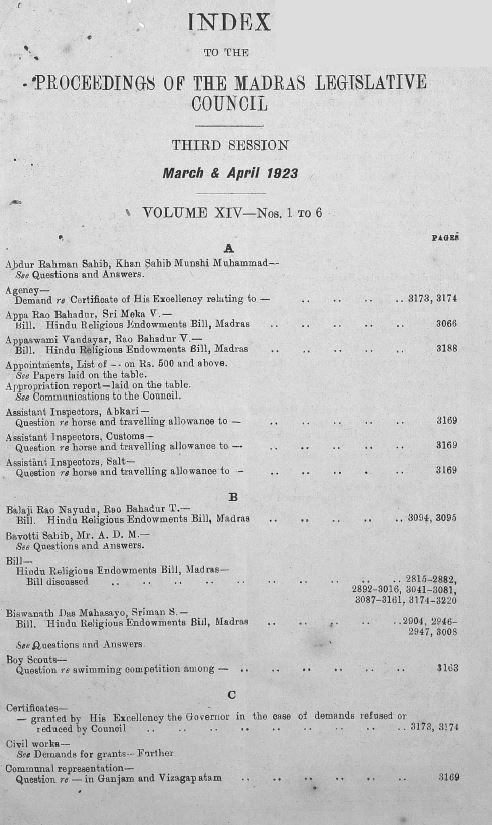 INDEX
TO THE
PROCEEDINGS OF THE MADRAS LEGISLATIVE
COUNCIL
THIRD SESSION
March & April 1923
VOLUME XIV—Nos. 1 TO 6
PAGES
A
Abdur Rahman Sahib, Khan Sahib Munshi Muhammad—
See Questions and Answers.
Agency—
Demand re Certificate of His Excellency relating to — .. .. .. .. 3173, 3174
Appa Rao Bahadur, Sri Meka V.—
Bill. Hindu Religious Endowments Bill, Madras .. .. .. .. .. 3066
Appaswami Vandayar, Rao Bahadur V.—
Bill. Hindu Religious Endowments Bill, Madras .. .. .. .. .. 3188
Appointments, List of -- on Rs. 500 and above.
See Papers laid on the table.
Appropriation report—laid on the table.
See Communications to the Council.
Assistant Inspectors, Abkari—
Question re horse and travelling allowance to — .. .. .. .. .. 3169
Assistant Inspectors, Customs—
Question re horse and travelling allowance to — .. .. .. .. .. 3169
Assistant Inspectors, Salt—
Question re horse and travelling allowance to — .. .. .. .. .. 3169
B
Balaji Rao Nayudu, Rao Bahadur T.—
Bill. Hindu Religious Endowments Bill, Madras .. .. .. .. .. 3094, 3095
Bavotti Sahib, Mr. A. D. M.—
See Questions and Answers.
Bill—
Hindu Religious Endowments Bill, Madras—
Bill discussed .. .. .. .. .. .. .. .. .. .. 2815-2882,
2892-3016, 3041-3081,
3087-3161, 3174-3220
Biswanath Das Mahasayo, Sriman S.—
Bill. Hindu Religious Endowments Bill, Madras .. .. .. .. ..2904, 2946-
2947, 3008
See Questions and Answers
Boy Scouts—
Question re swimming competition among — .. .. .. .. .. .. 3163
C
Certificates—
— granted by His Excellency the Governor in the case of demands refused or
reduced by Council .. .. .. .. .. .. .. .. .. 3173, 3174
Civil works—
See Demands for grants—Further
Communal representation—
Question re — in Ganjam and Vizagapatam .. .. .. .. .. .. 3169